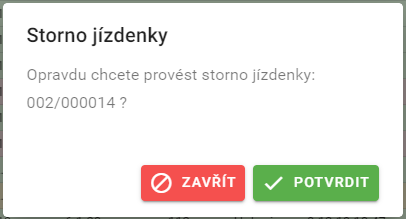 Storno jízdenky
Opravdu chcete provést storno jízdenky:
002/000014 ?
ZAVŘÍT POTVRDIT